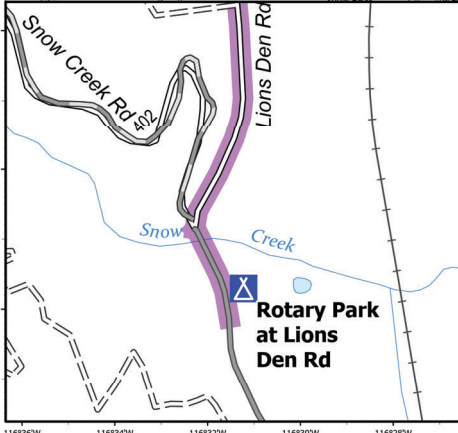 Snow Creek Rd
402
Lions Den Rd
Snow Creek
Rotary Park
at Lions
Den Rd